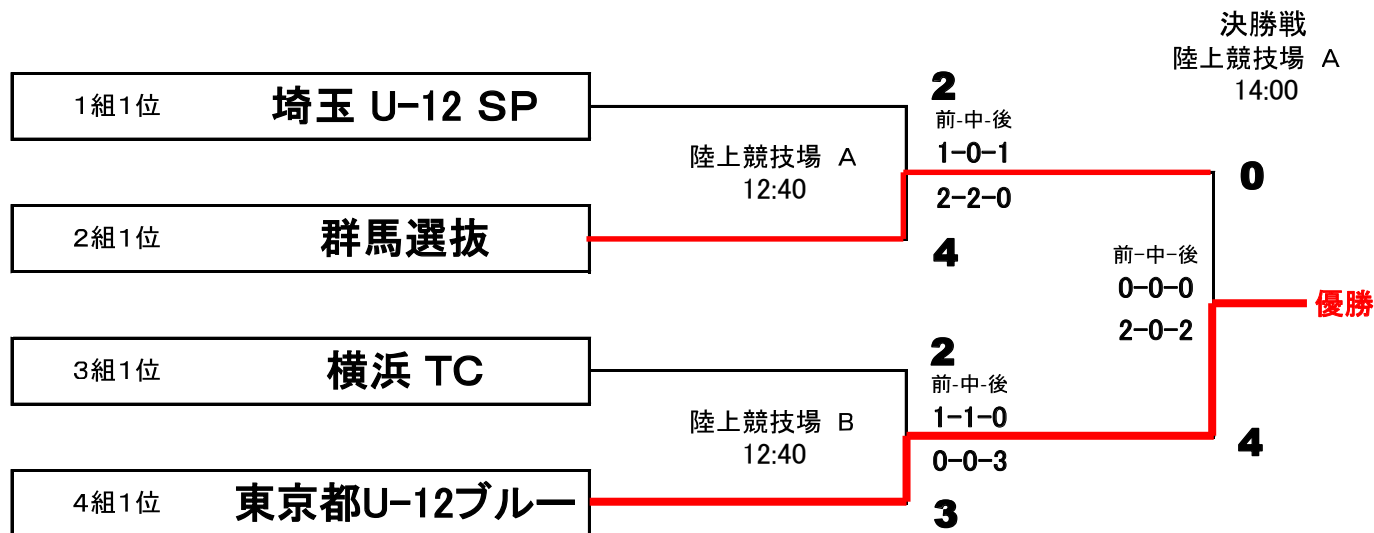 決勝戦
陸上競技場 A
14:00
1組1位 埼玉 U-12 SP
2
前-中-後
1-0-1
陸上競技場 A
12:40
2-2-0
4
0
2組1位 群馬選抜
前-中-後
0-0-0
2-0-2
優勝
3組1位 横浜 TC
2
前-中-後
1-1-0
陸上競技場 B
12:40
0-0-3
3
4
4組1位 東京都U-12ブルー